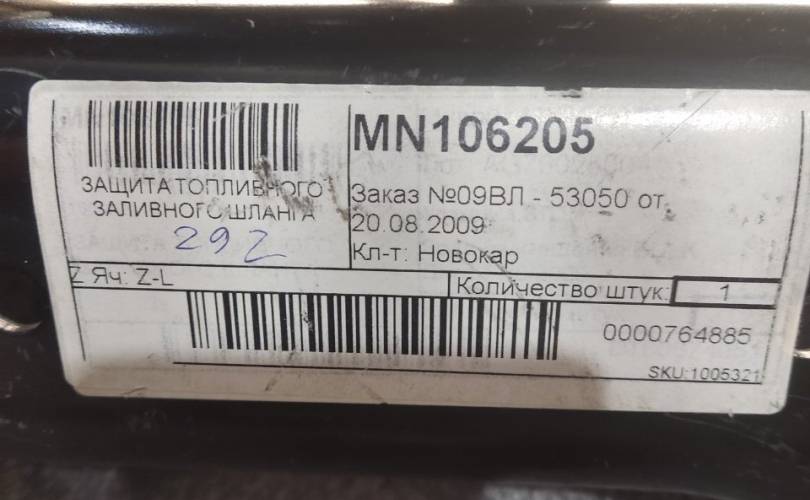 MN106205
ЗАЩИТА ТОПЛИВНОГО
ЗАЛИВНОГО ШЛАНГА
29Z
Заказ №09ВЛ - 53050 от
20.08.2009
Кл-т: Новокар
Z Яч: Z-L
Количество штук: 1
0000764885
SKU:1005321